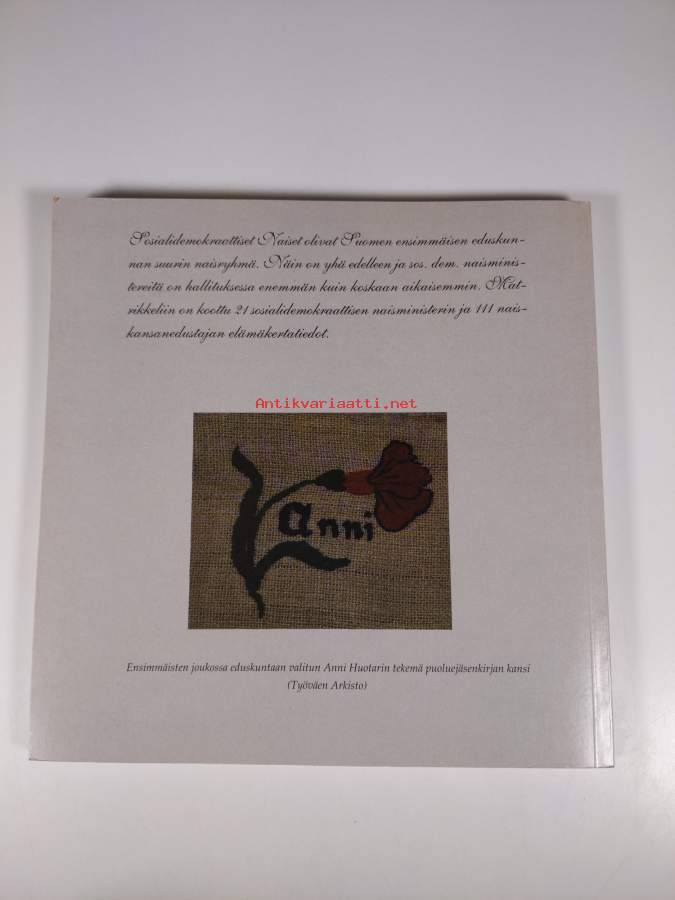 Sosialidemokraattiset Naiset olivat Suomen ensimmäisen eduskun-
nan suurin naisryhmä. Näin on yhä edelleen ja sos. dem. naisminis-
tereitä on hallituksessa enemmän kuin koskaan aikaisemmin. Mat-
rikkeliin on koottu 21 sosialidemokraattisen naisministerin ja 111 nais-
kansanedustajan elämäkertatiedot.
Antikvariaatti.net
Anni
Ensimmäisten joukossa eduskuntaan valitun Anni Huotarin tekemä puoluejäsenkirjan kansi
(Työväen Arkisto)